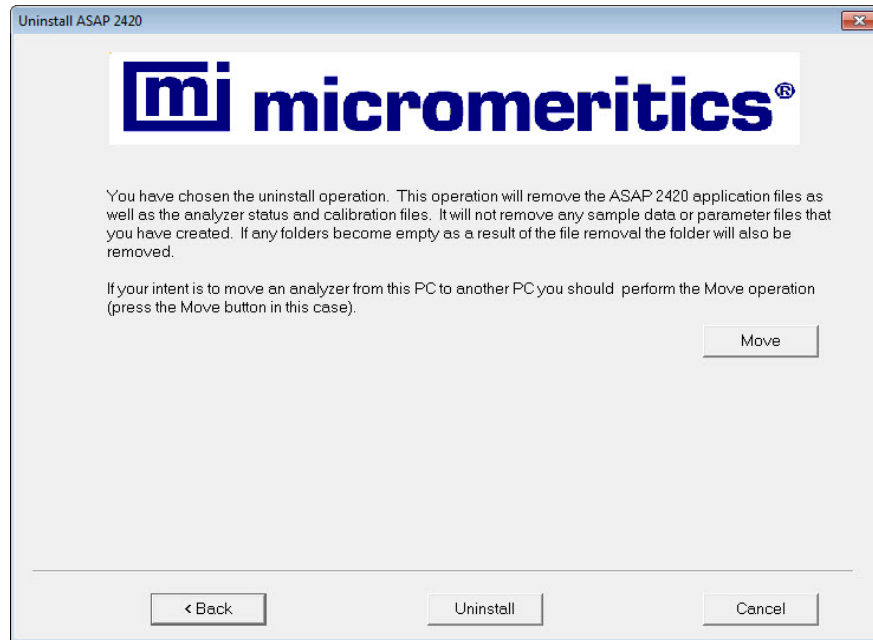 Uninstall ASAP 2420
mi micromeritics®
You have chosen the uninstall operation. This operation will remove the ASAP 2420 application files as
well as the analyzer status and calibration files. It will not remove any sample data or parameter files that
you have created. If any folders become empty as a result of the file removal the folder will also be
removed.
If your intent is to move an analyzer from this PC to another PC you should perform the Move operation
(press the Move button in this case).
Move
< Back
Uninstall
Cancel